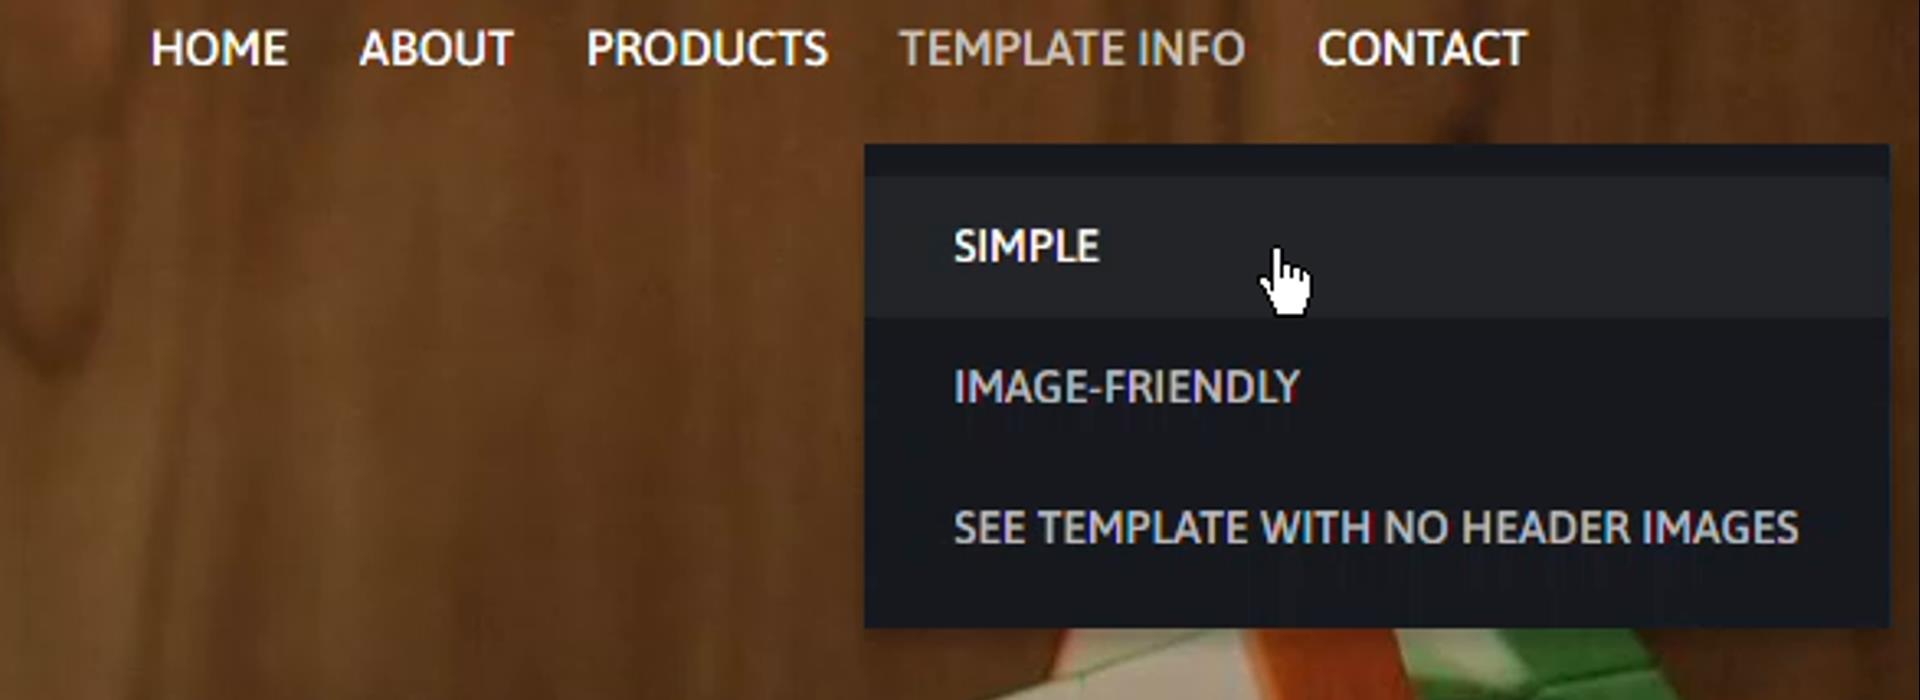 HOME ABOUT PRODUCTS TEMPLATE INFO CONTACT
SIMPLE
IMAGE-FRIENDLY
SEE TEMPLATE WITH NO HEADER IMAGES